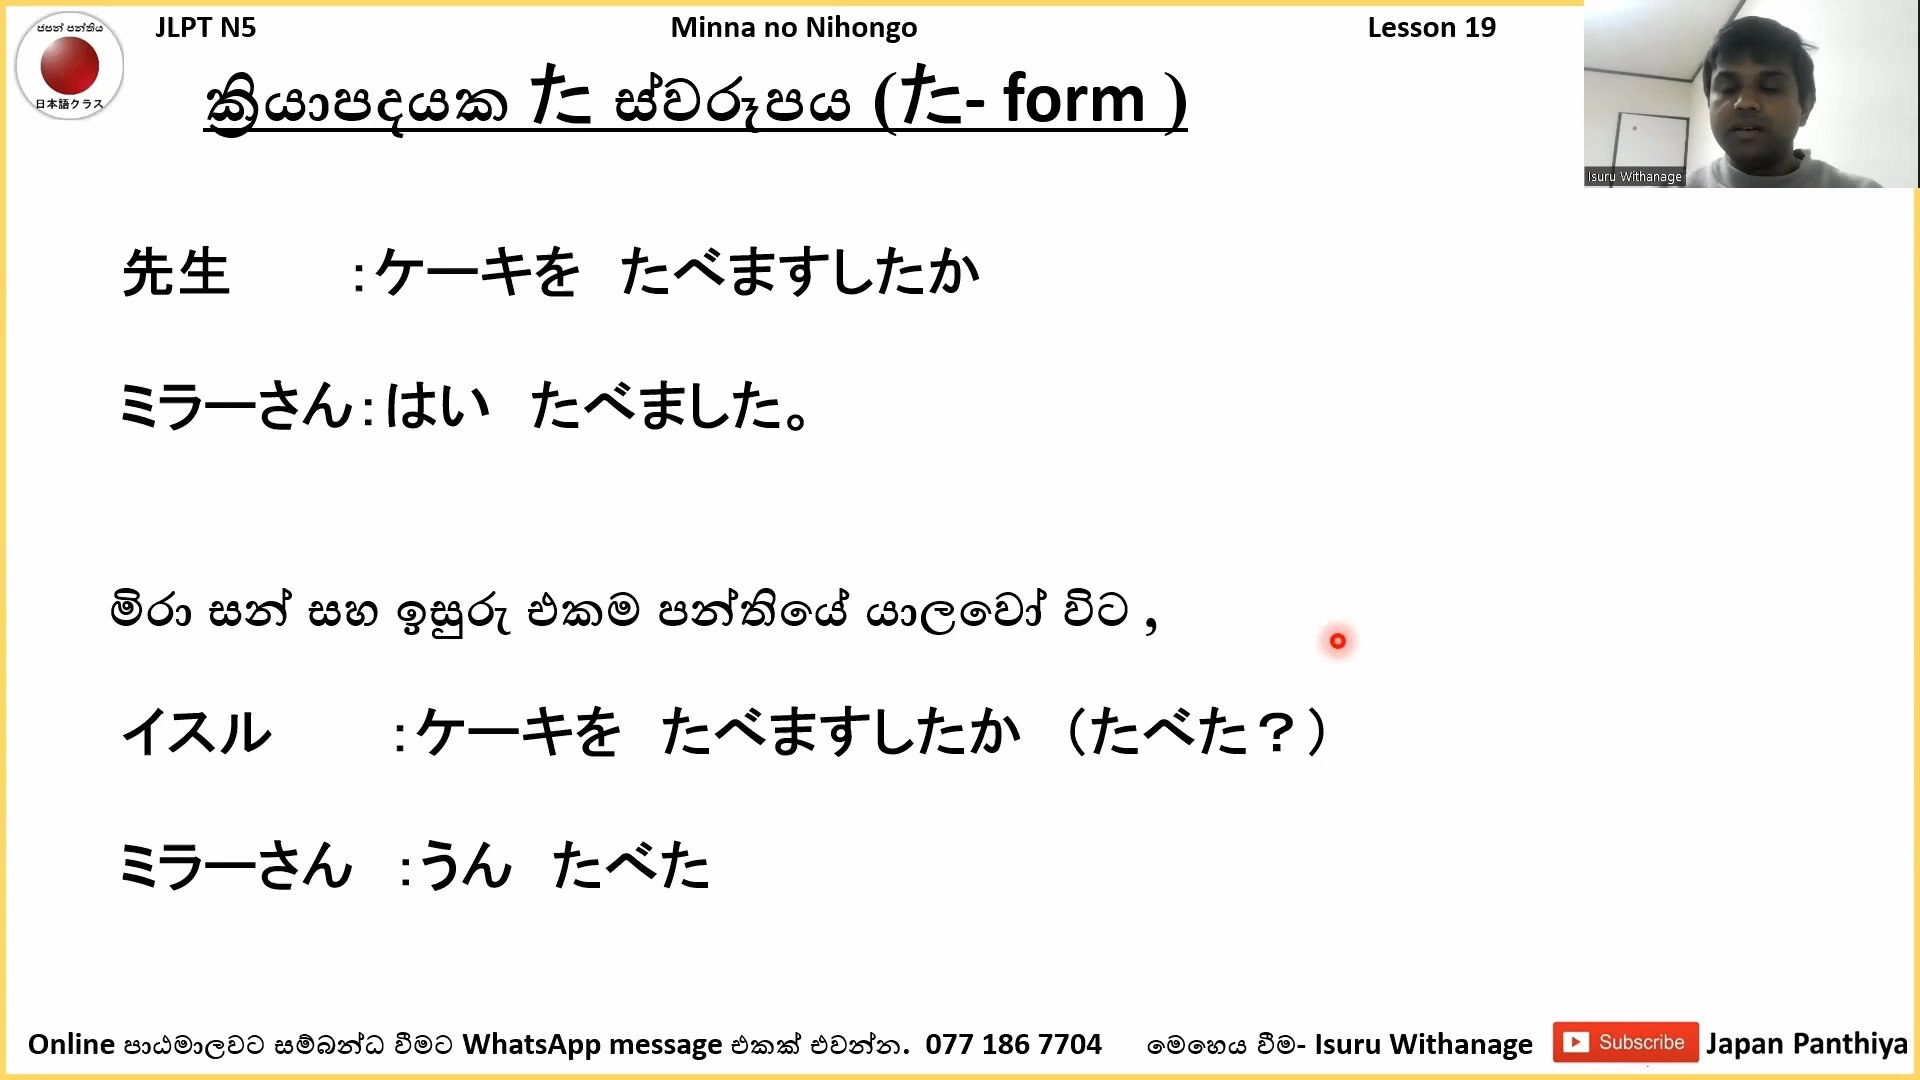 ජපන් පන්තිය
日本語クラス
JLPT N5 Minna no Nihongo Lesson 19
ක්‍රියාපදයක た ස්වරූපය (た- form )
Isuru Withanage
先生 ：ケーキを たべますしたか
ミラーさん：はい たべました。
මිරා සන් සහ ඉසුරු එකම පන්තියේ යාලවෝ විට ,
イスル ：ケーキを たべますしたか （たべた？）
ミラーさん ：うん たべた
Online පාඨමාලවට සම්බන්ධ වීමට WhatsApp message එකක් එවන්න. 077 186 7704 මෙහෙය වීම- Isuru Withanage Subscribe Japan Panthiya